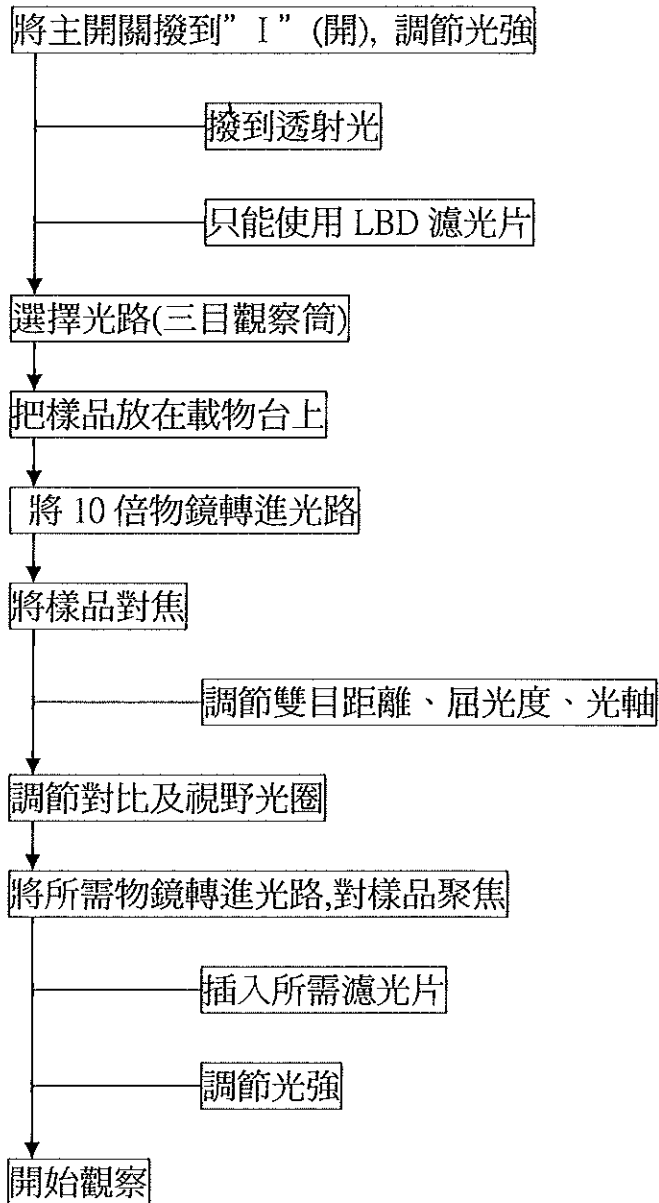 將主開關撥到”I”(開), 調節光強
撥到透射光
只能使用 LBD 濾光片
選擇光路(三目觀察筒)
把樣品放在載物台上
將 10 倍物鏡轉進光路
將樣品對焦
調節雙目距離、屈光度、光軸
調節對比及視野光圈
將所需物鏡轉進光路,對樣品聚焦
插入所需濾光片
調節光強
開始觀察